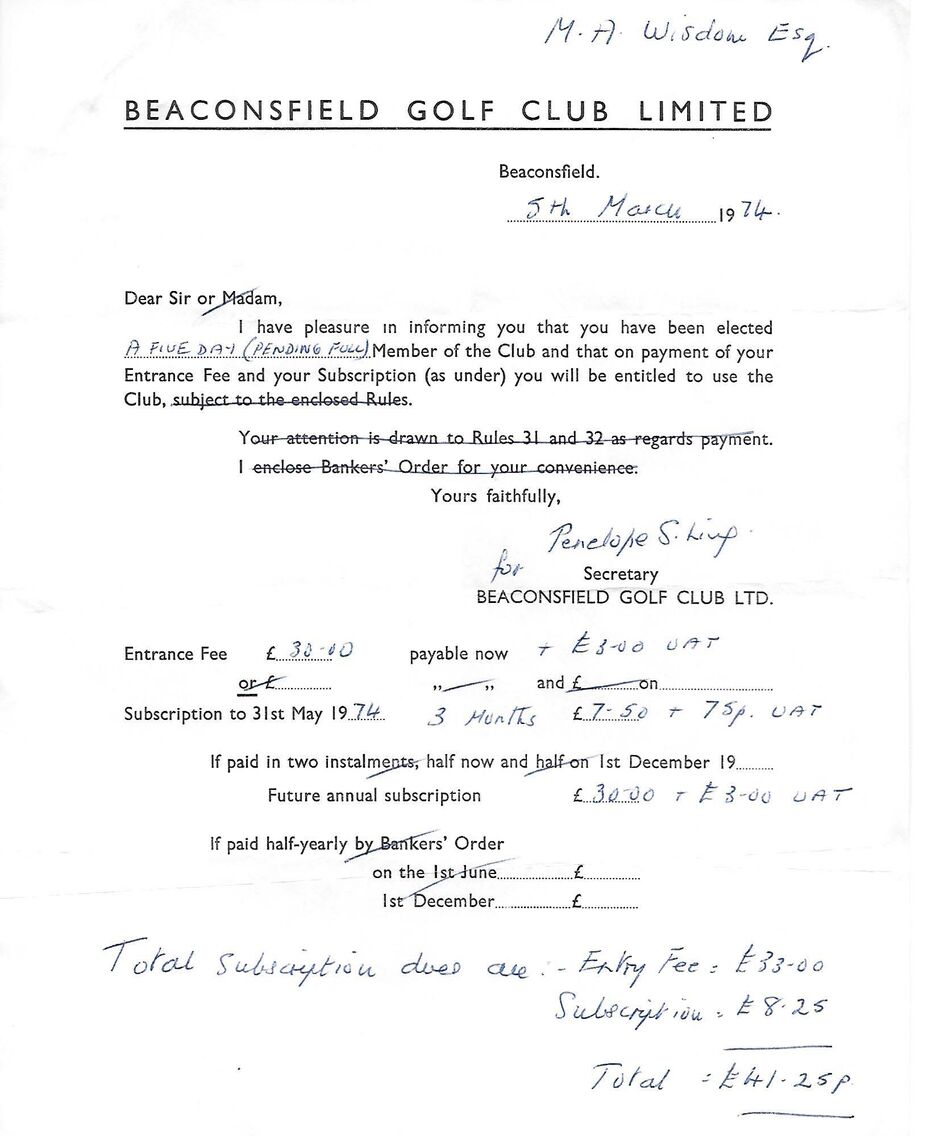 M. A. Wisdom Esq.
BEACONSFIELD GOLF CLUB LIMITED
Beaconsfield.
5th March 1974.
Dear Sir or Madam,
I have pleasure in informing you that you have been elected
A FIVE DAY (PENDING FULL) Member of the Club and that on payment of your
Entrance Fee and your Subscription (as under) you will be entitled to use the
Club, subject to the enclosed Rules.
Your attention is drawn to Rules 31 and 32 as regards payment.
I enclose Bankers' Order for your convenience.
Yours faithfully,
Penelope S.
for Secretary
BEACONSFIELD GOLF CLUB LTD.
Entrance Fee £ 30-00 payable now + £3-00 VAT
or £ ,, ,, and £ on
Subscription to 31st May 1974 3 Months £ 7-50 + 75p. VAT
If paid in two instalments, half now and half on 1st December 19
Future annual subscription £ 30-00 + £3-00 VAT
If paid half-yearly by Bankers' Order
on the 1st June £
1st December £
Total Subscription dues are :- Entry Fee = £33-00
Subscription = £8.25
Total = £41-25p